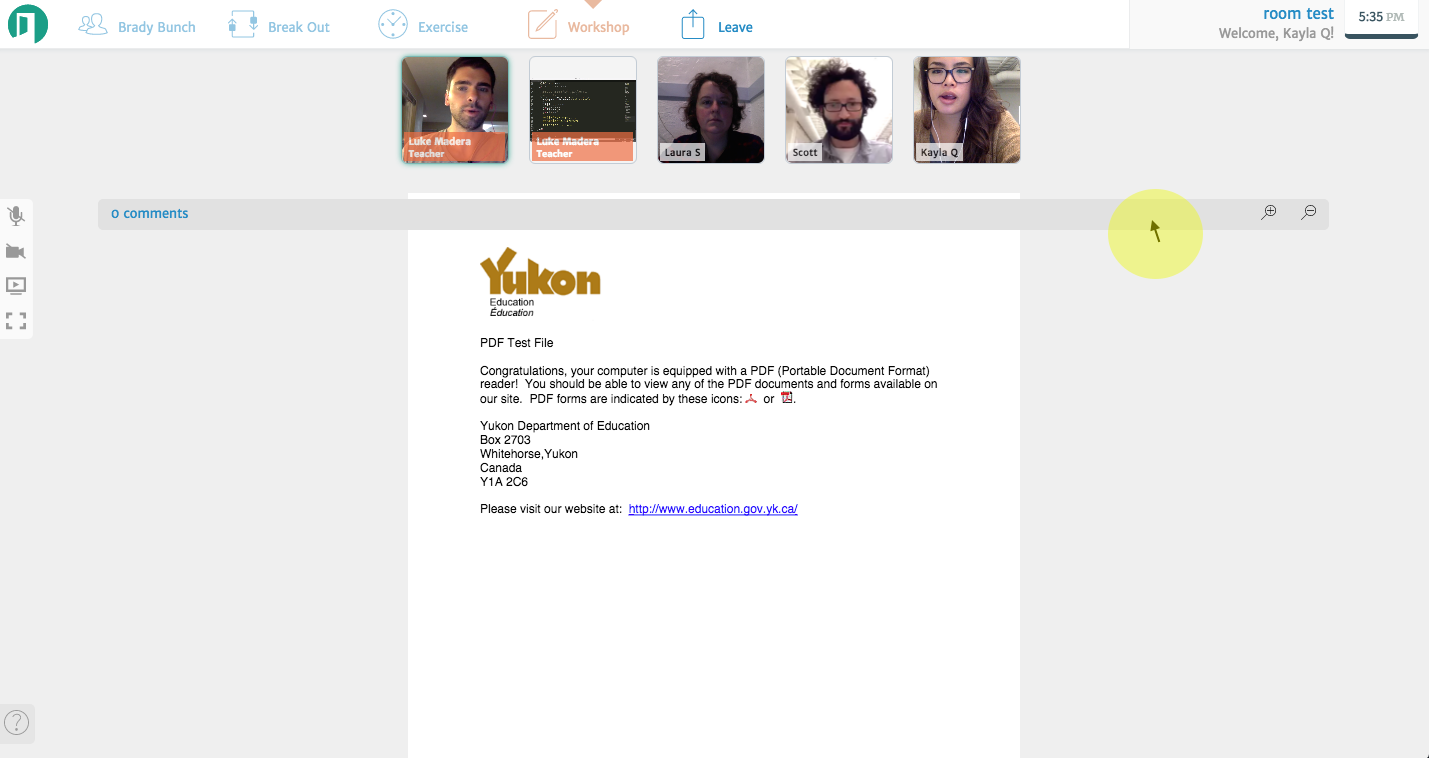 Brady Bunch
Break Out
Exercise
Workshop
Leave
room test
Welcome, Kayla Q!
5:35 PM
Luke Madera
Teacher
Luke Madera
Teacher
Laura S
Scott
Kayla Q
0 comments
Yukon
Education
Éducation
PDF Test File
Congratulations, your computer is equipped with a PDF (Portable Document Format)
reader!  You should be able to view any of the PDF documents and forms available on
our site.  PDF forms are indicated by these icons: or .
Yukon Department of Education
Box 2703
Whitehorse,Yukon
Canada
Y1A 2C6
Please visit our website at:  http://www.education.gov.yk.ca/
?